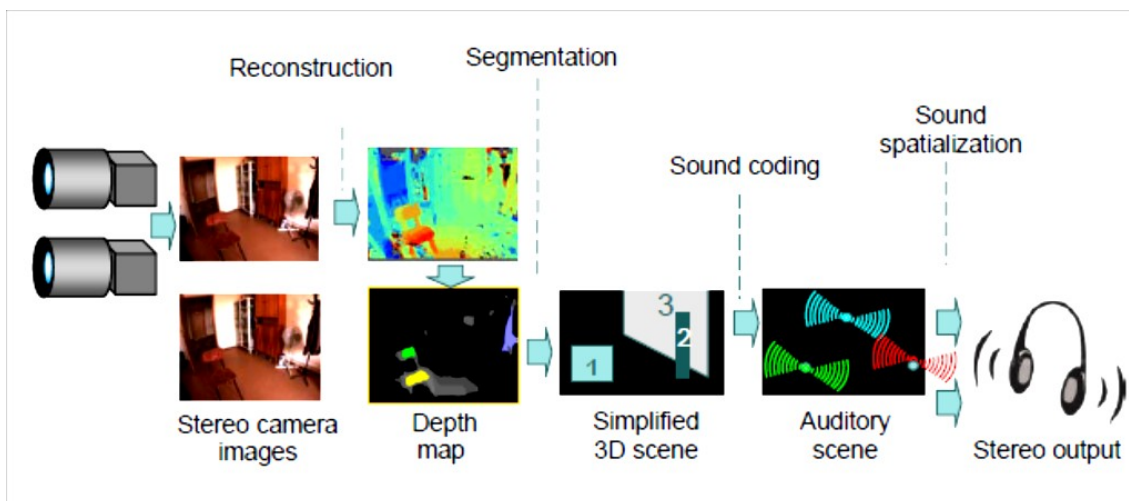 Reconstruction
Segmentation
Sound coding
Sound
spatialization
3
2
1
Stereo camera
images
Depth
map
Simplified
3D scene
Auditory
scene
Stereo output